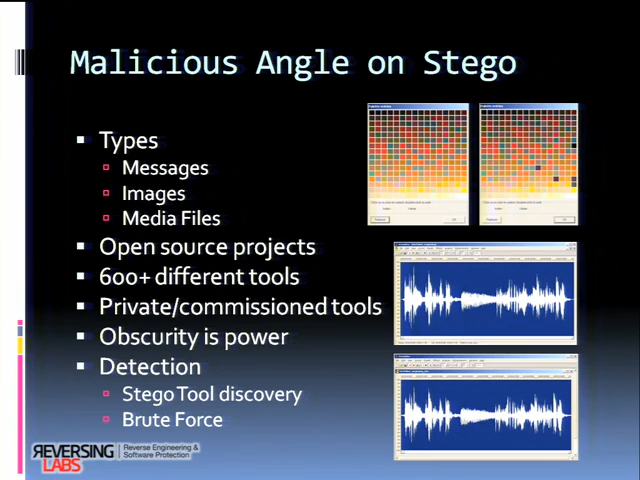 Malicious Angle on Stego
Types
Messages
Images
Media Files
Open source projects
600+ different tools
Private/commissioned tools
Obscurity is power
Detection
Stego Tool discovery
Brute Force
REVERSING
LABS
Reverse Engineering &
Software Protection